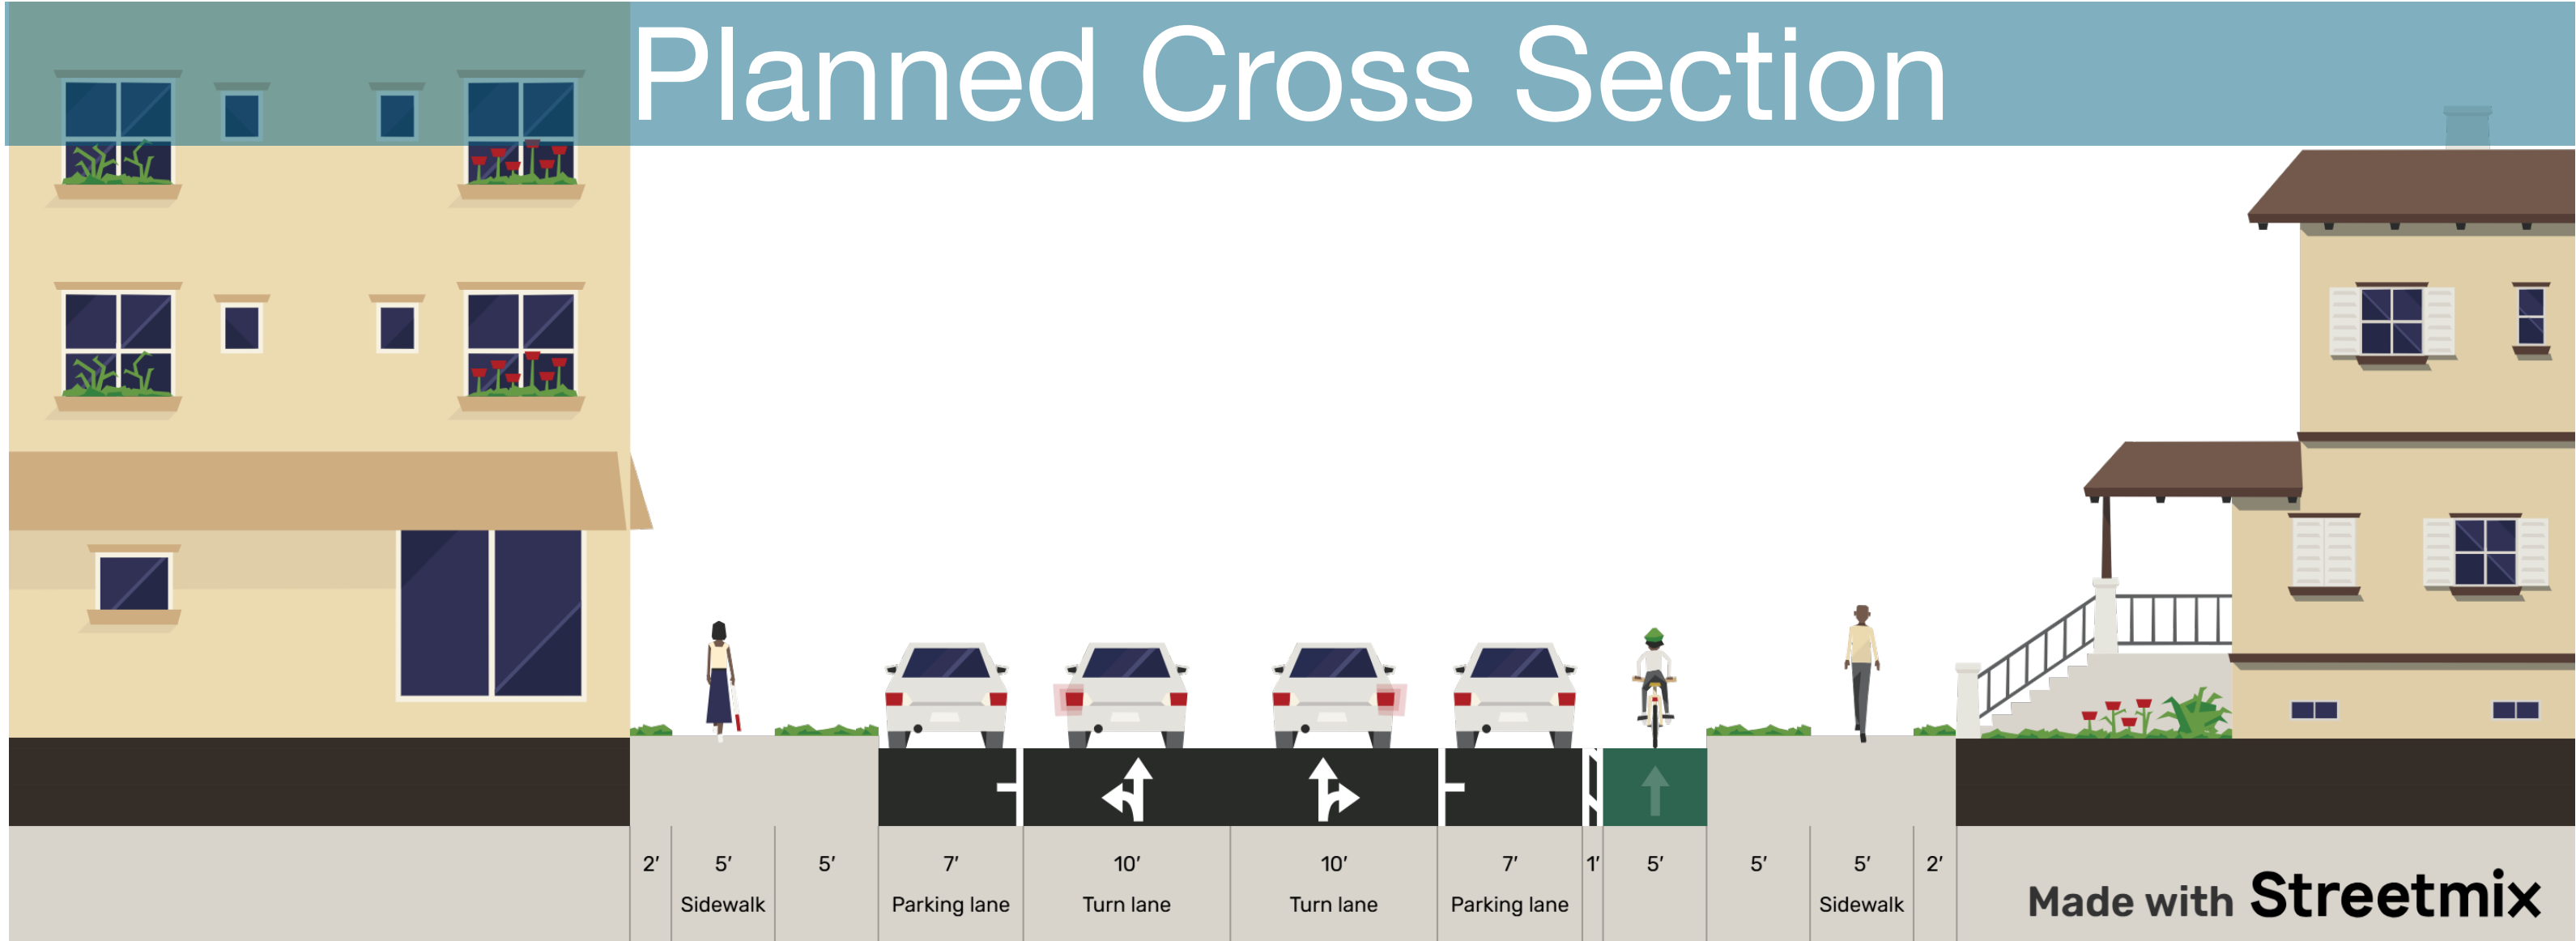 Planned Cross Section
2′ 5′ 5′ 7′ 10′ 10′ 7′ 1′ 5′ 5′ 5′ 2′
Sidewalk Parking lane Turn lane Turn lane Parking lane Sidewalk
Made with Streetmix